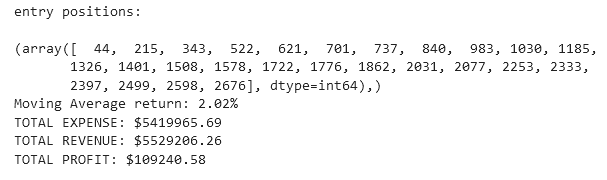 entry positions:
(array([  44,  215,  343,  522,  621,  701,  737,  840,  983, 1030, 1185,
1326, 1401, 1508, 1578, 1722, 1776, 1862, 2031, 2077, 2253, 2333,
2397, 2499, 2598, 2676], dtype=int64),)
Moving Average return: 2.02%
TOTAL EXPENSE: $5419965.69
TOTAL REVENUE: $5529206.26
TOTAL PROFIT: $109240.58